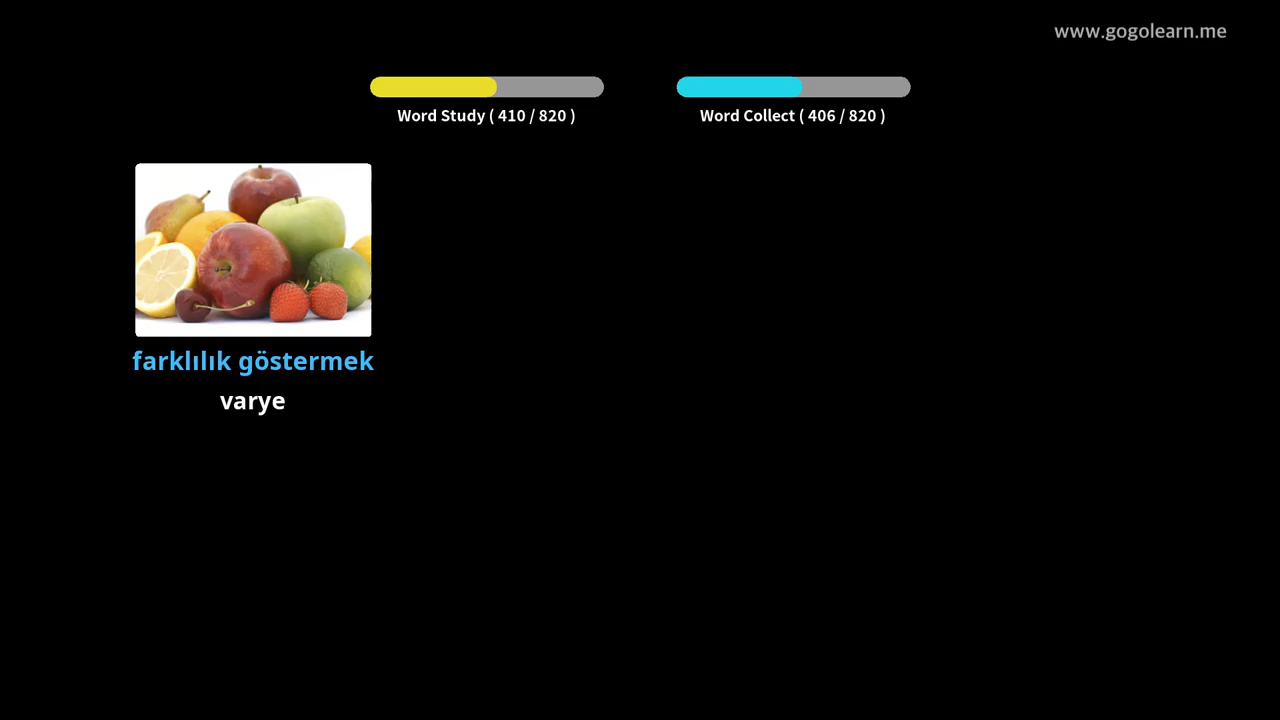 www.gogolearn.me
Word Study ( 410 / 820 )
Word Collect ( 406 / 820 )
farklılık göstermek
varye